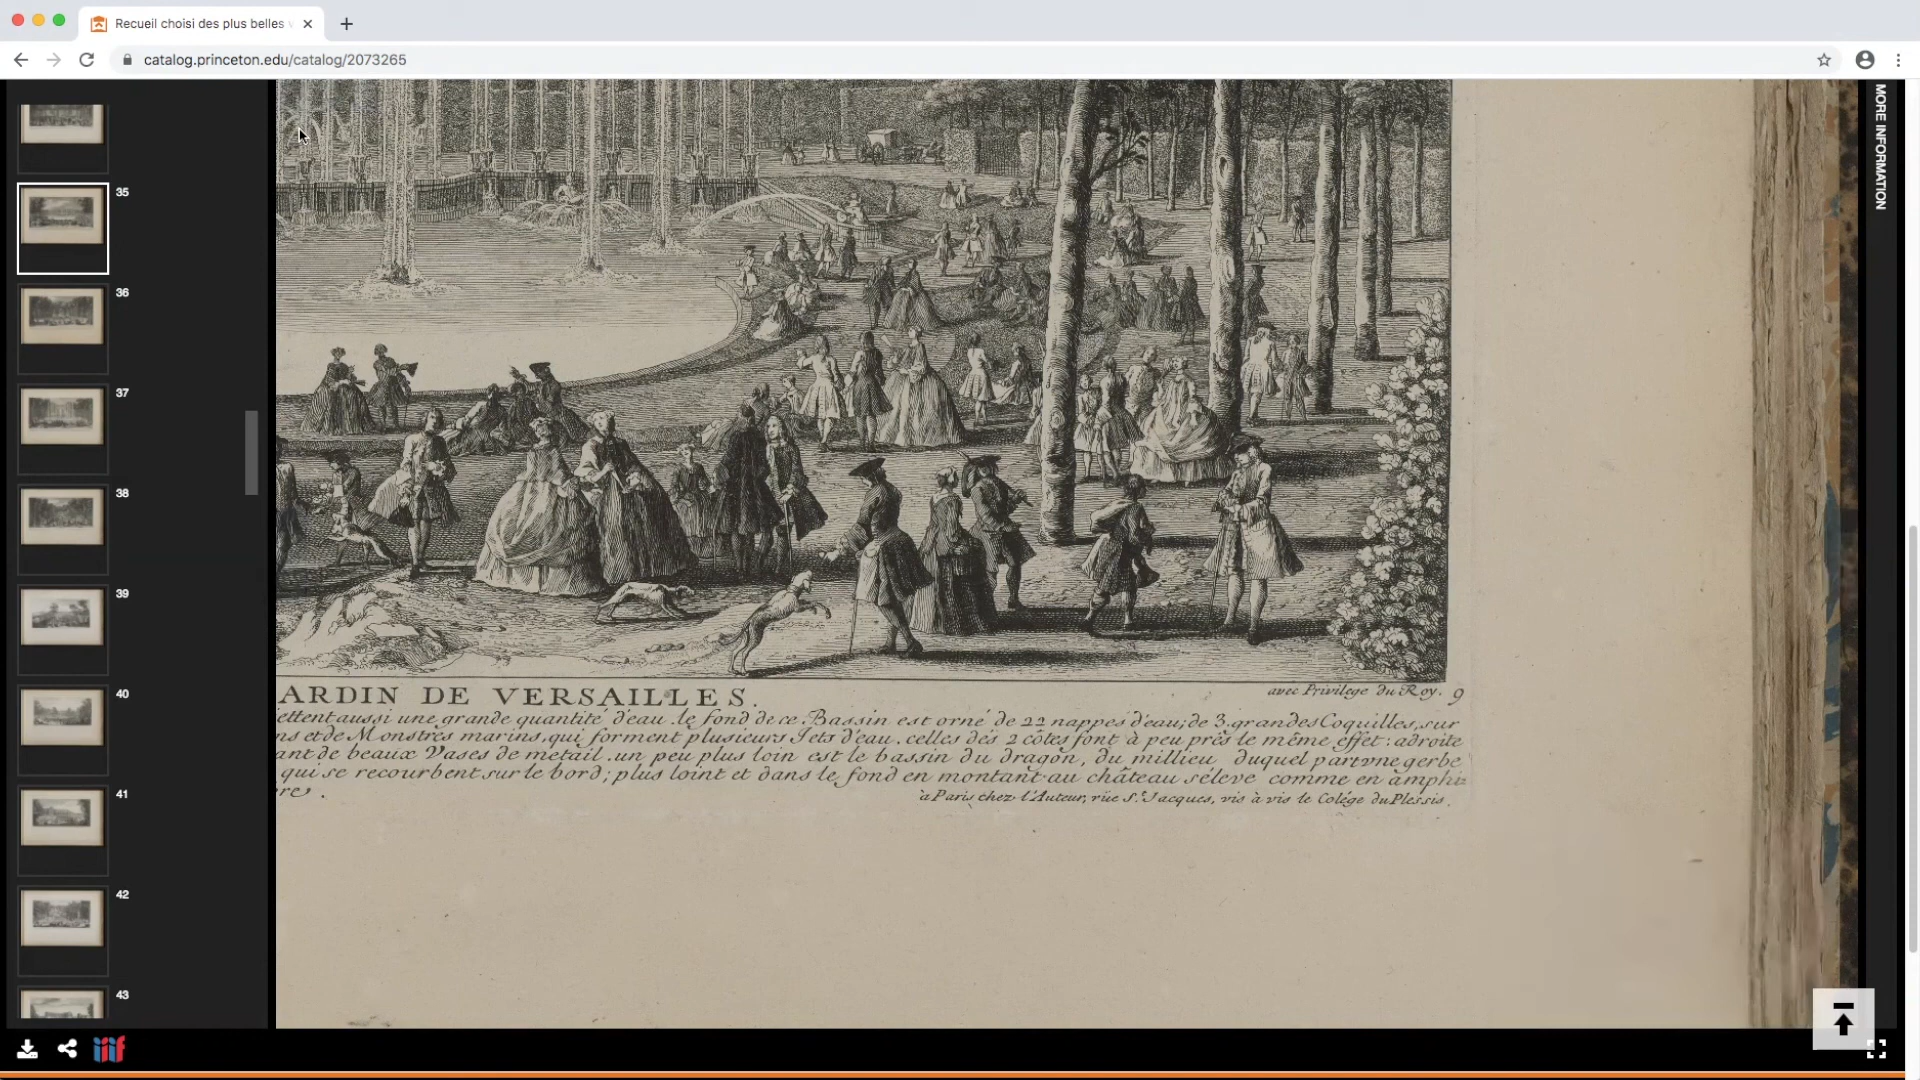 Recueil choisi des plus belles v
catalog.princeton.edu/catalog/2073265
MORE INFORMATION
35
36
37
38
39
40
41
42
43
ARDIN DE VERSAILLES.
avec Privilege du Roy. 9
ettent aussi une grande quantité d'eau. le fond de ce Bassin est orné de 22 nappes d'eau; de 3. grandes Coquilles, sur
ns et de Monstres marins, qui forment plusieurs Jets d'eau. celles des 2 côtes font à peu près le même effet: adroite
ant de beaux Vases de metail. un peu plus loin est le bassin du dragon, du millieu duquel part vne gerbe
qui se recourbent sur le bord; plus loint et dans le fond en montant au château s'éleve comme en amphi
re.
à Paris chez l'Auteur, rüe St. Jacques, vis à vis le Colége du Plessis.
iiif